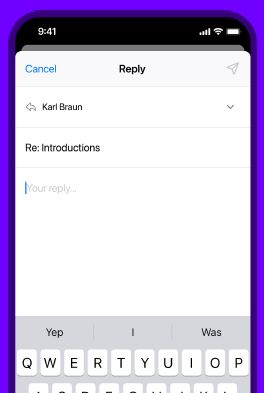 9:41
Cancel Reply
Karl Braun
Re: Introductions
Your reply...
Yep I Was
Q W E R T Y U I O P